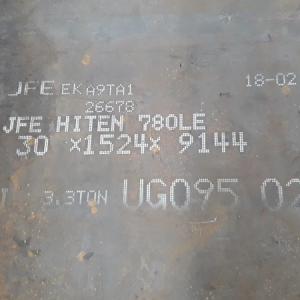 JFE EKA9TA1 18-02
26678
JFE HITEN 780LE
30 ×1524× 9144
3.3TON UG095 02